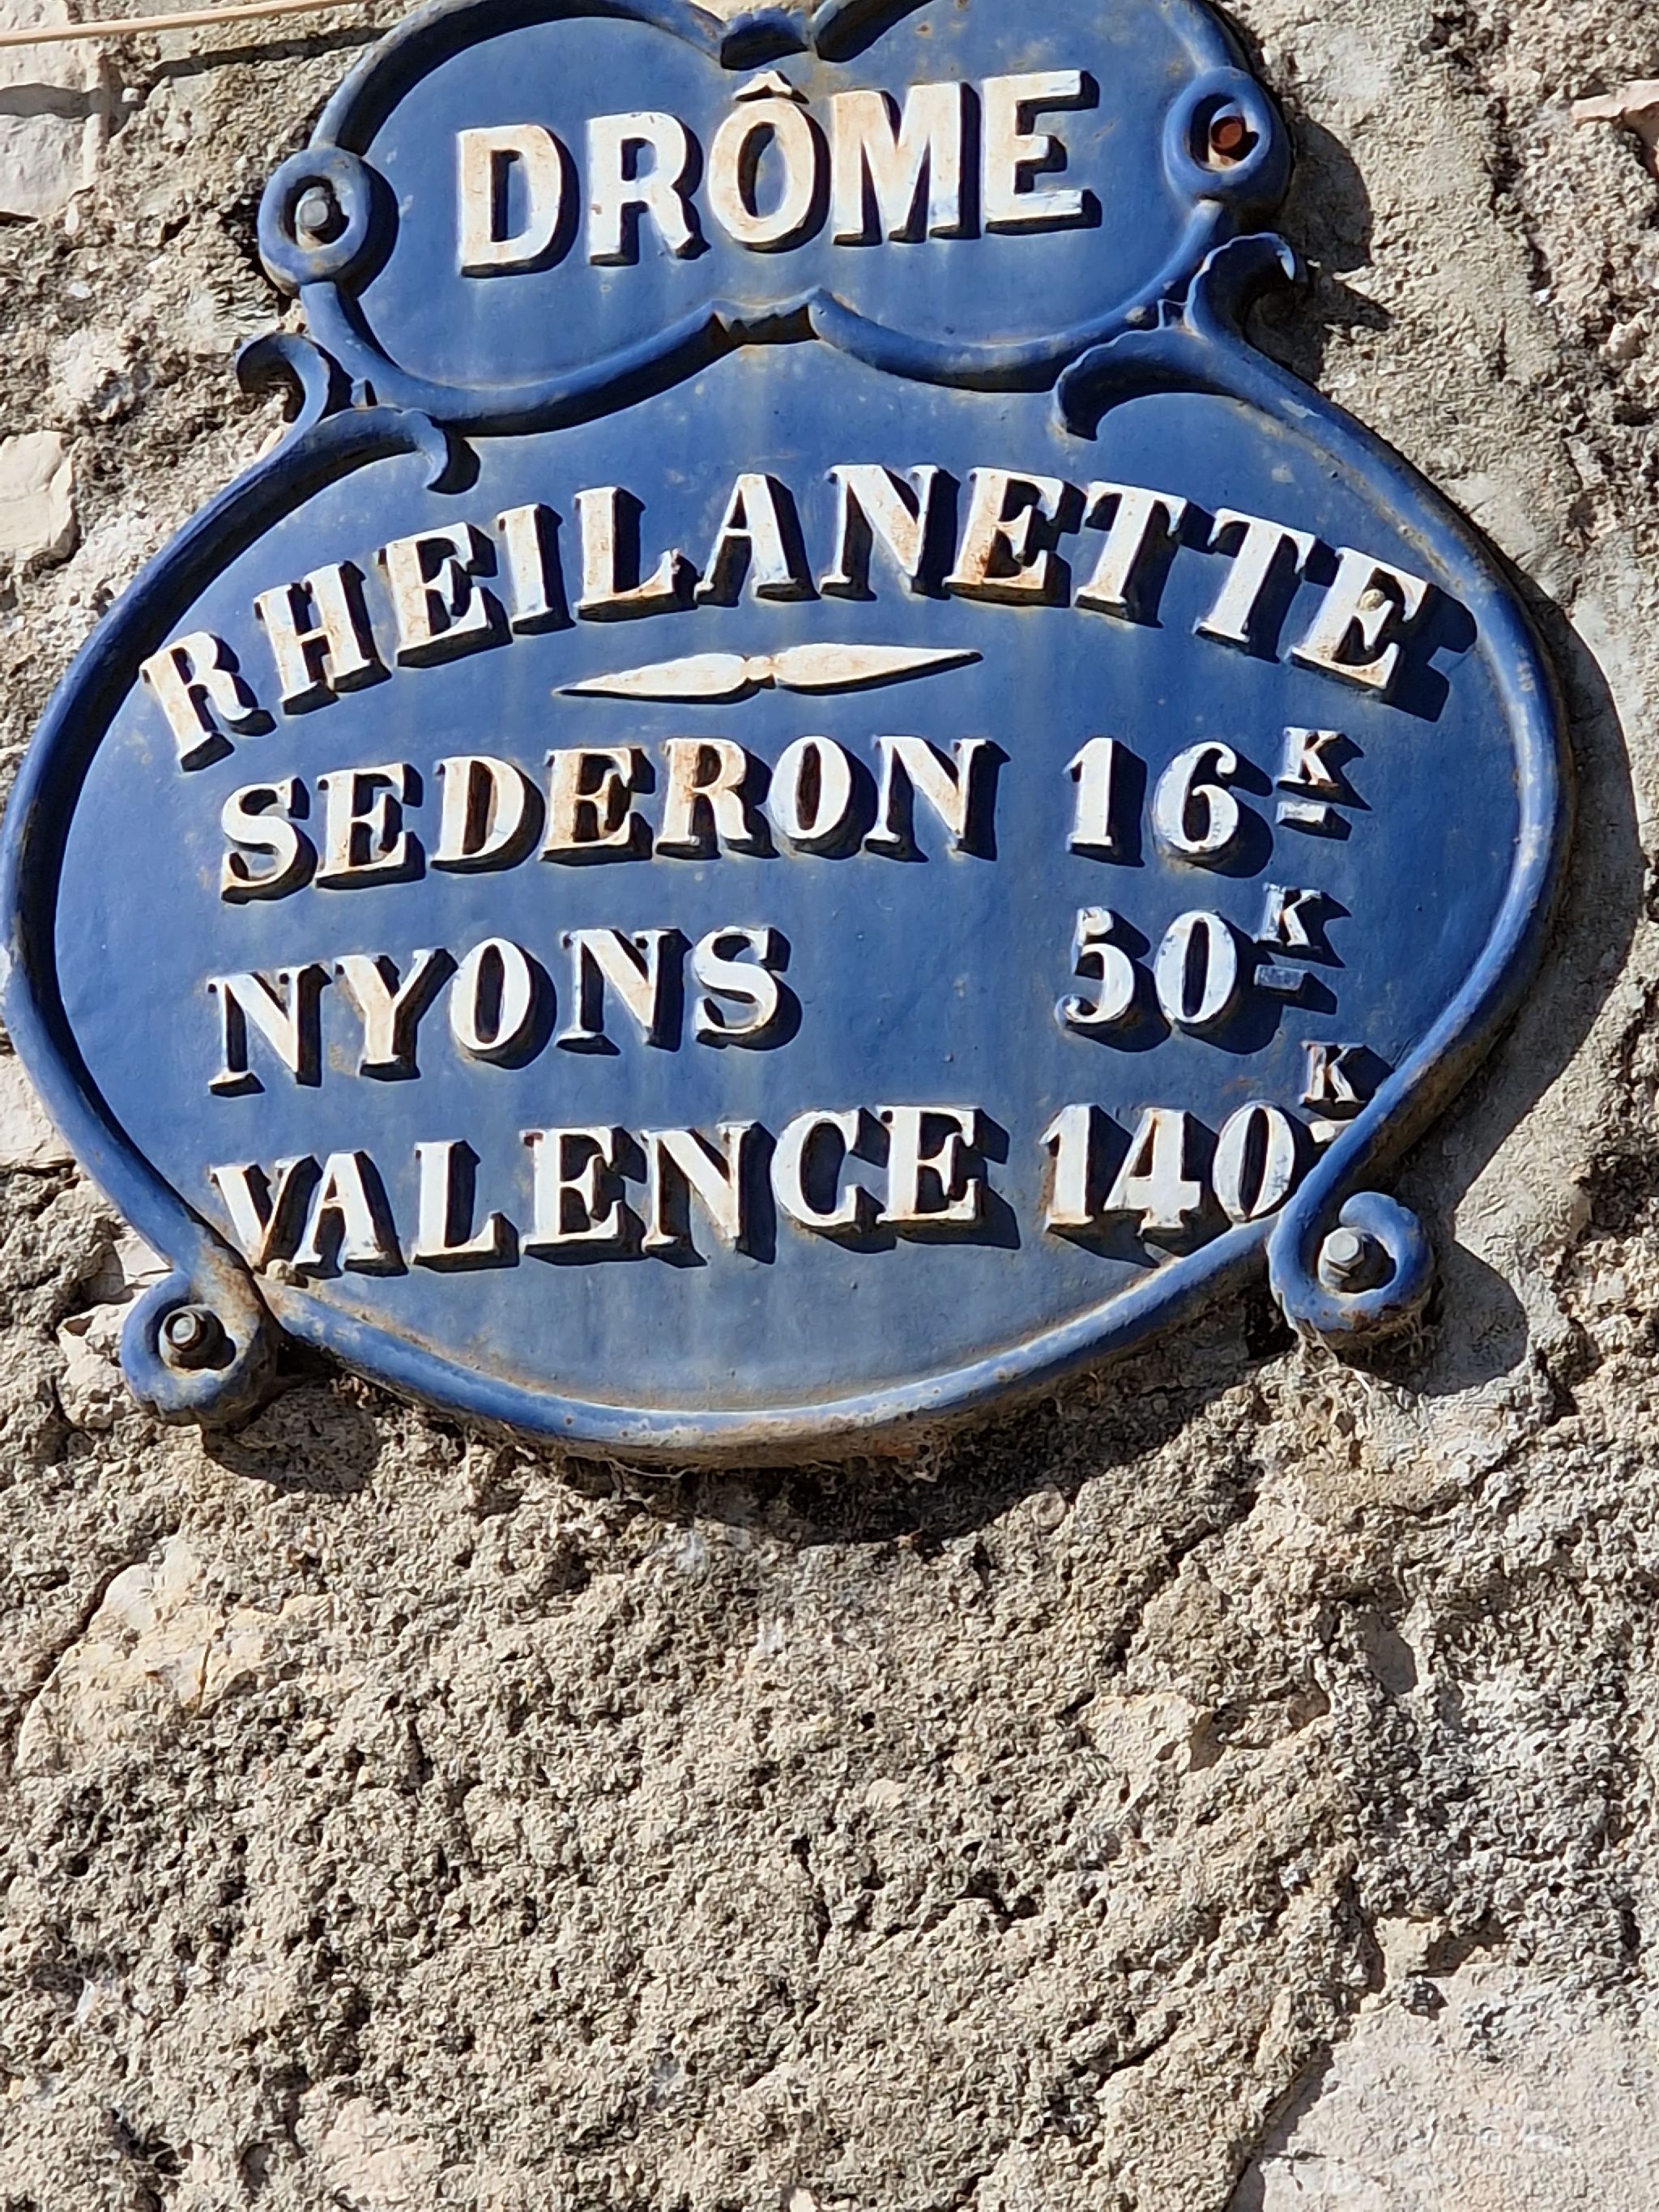 DRÔME
RHEILANETTE
SEDERON 16K
NYONS 50K
VALENCE 140K